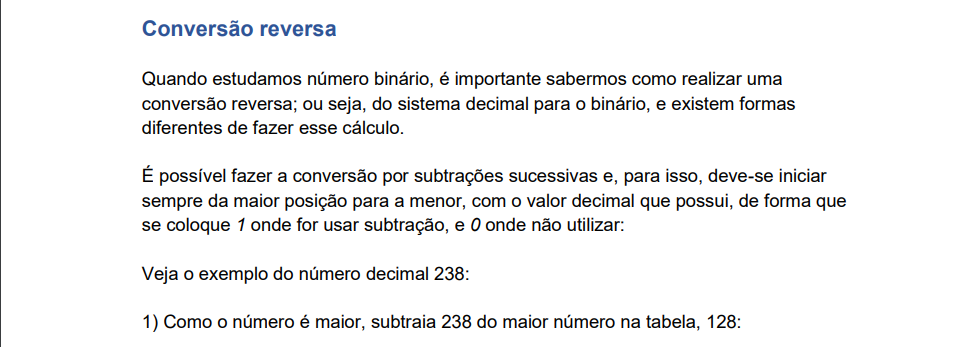 Conversão reversa
Quando estudamos número binário, é importante sabermos como realizar uma
conversão reversa; ou seja, do sistema decimal para o binário, e existem formas
diferentes de fazer esse cálculo.
É possível fazer a conversão por subtrações sucessivas e, para isso, deve-se iniciar
sempre da maior posição para a menor, com o valor decimal que possui, de forma que
se coloque 1 onde for usar subtração, e 0 onde não utilizar:
Veja o exemplo do número decimal 238:
1) Como o número é maior, subtraia 238 do maior número na tabela, 128: